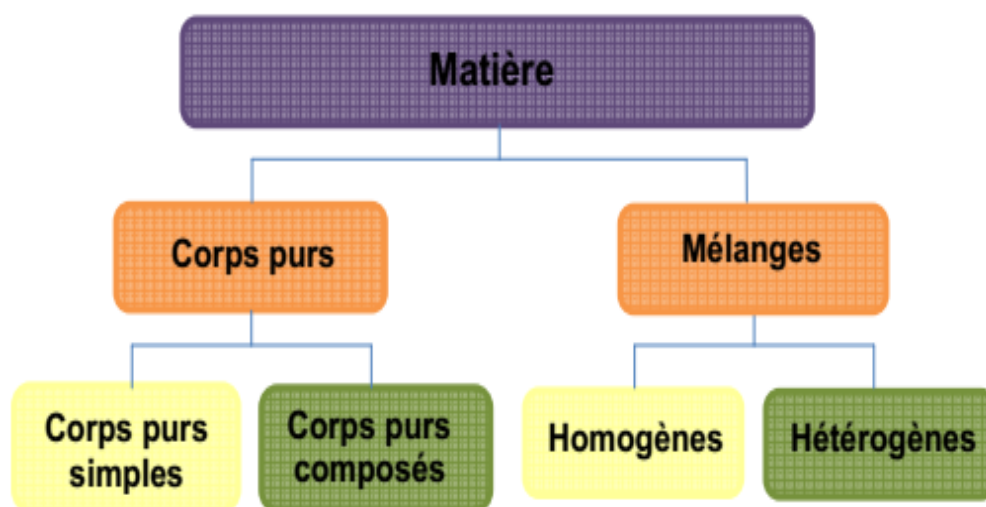 Matière
Corps purs
Mélanges
Corps purs
simples
Corps purs
composés
Homogènes
Hétérogènes